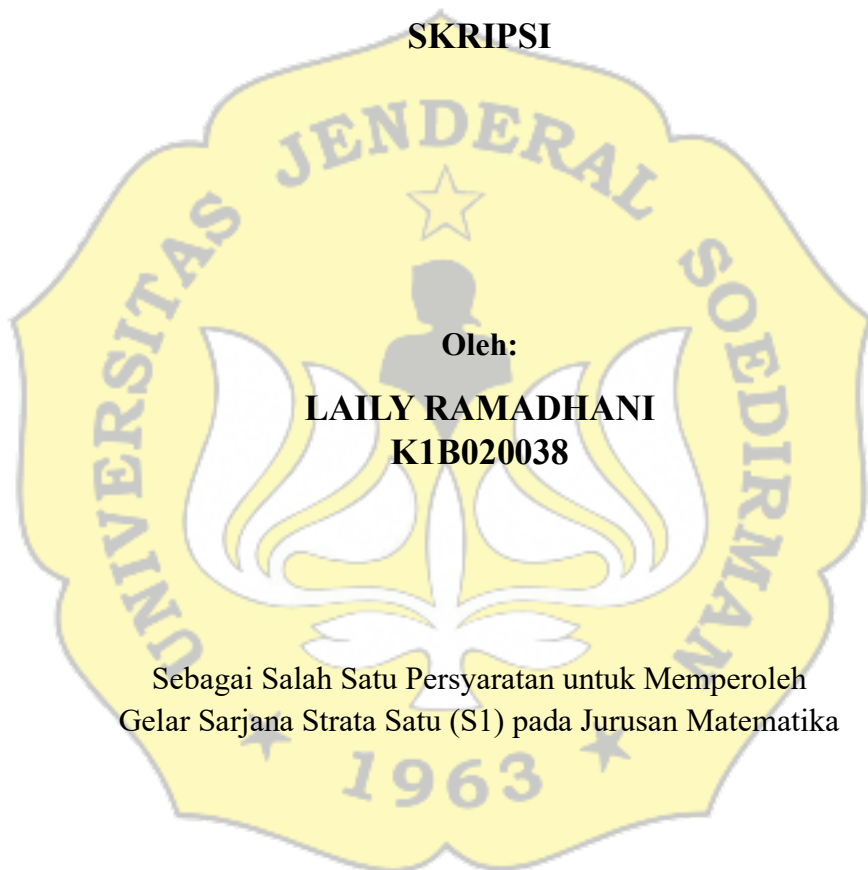 SKRIPSI
UNIVERSITAS JENDERAL SOEDIRMAN
Oleh:
LAILY RAMADHANI
K1B020038
Sebagai Salah Satu Persyaratan untuk Memperoleh
Gelar Sarjana Strata Satu (S1) pada Jurusan Matematika
1963